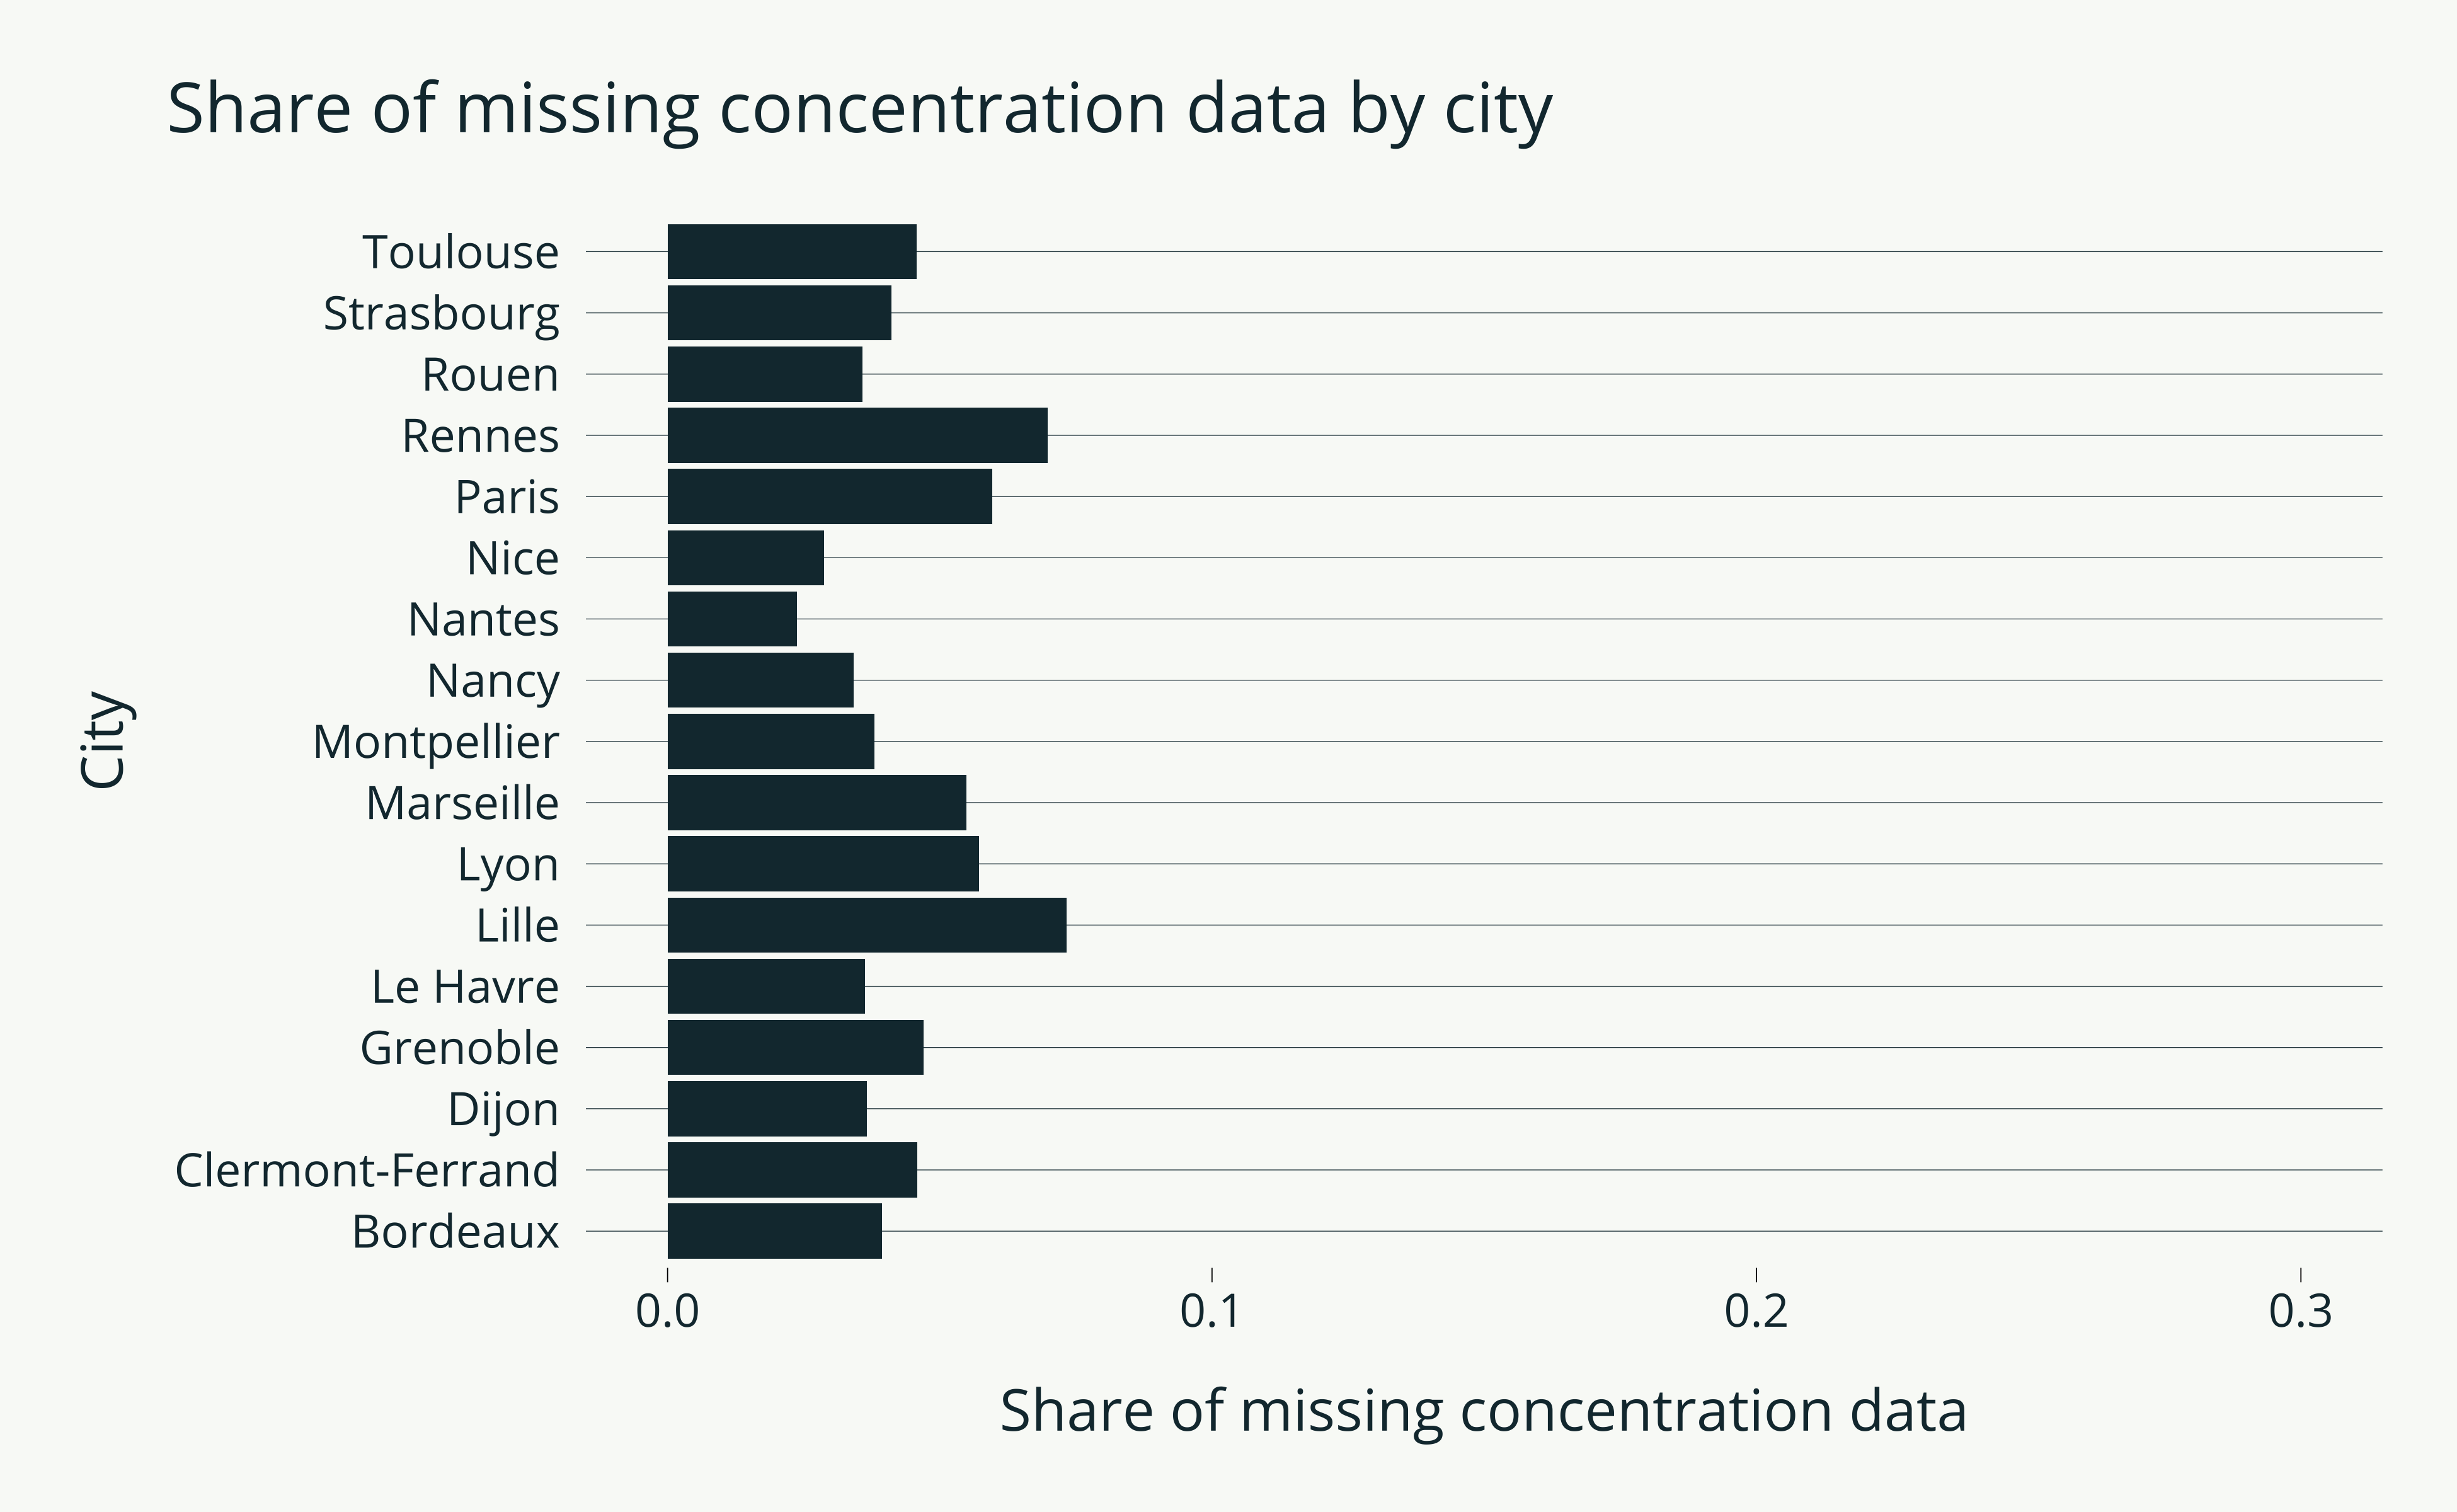 Share of missing concentration data by city
City
Toulouse
Strasbourg
Rouen
Rennes
Paris
Nice
Nantes
Nancy
Montpellier
Marseille
Lyon
Lille
Le Havre
Grenoble
Dijon
Clermont-Ferrand
Bordeaux
0.0 0.1 0.2 0.3
Share of missing concentration data